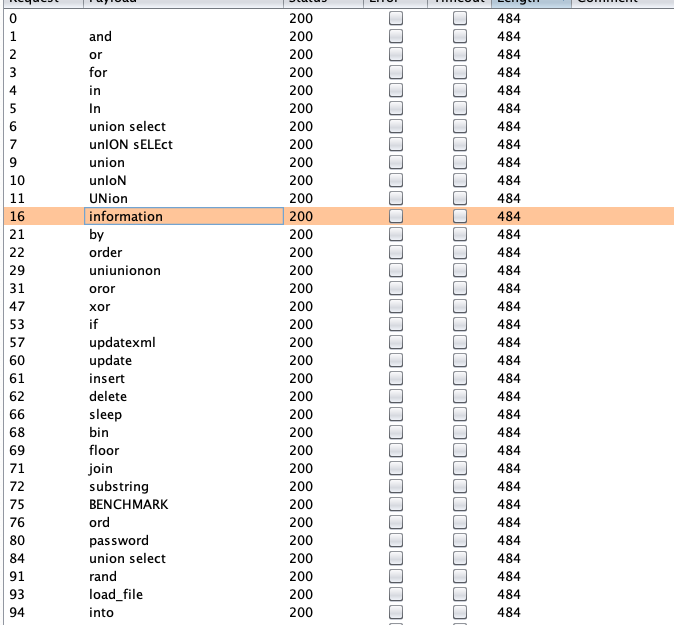 Request Payload Status Error Timeout Length Comment
0 200 484
1 and 200 484
2 or 200 484
3 for 200 484
4 in 200 484
5 In 200 484
6 union select 200 484
7 unION sELEct 200 484
9 union 200 484
10 unIoN 200 484
11 UNion 200 484
16 information 200 484
21 by 200 484
22 order 200 484
29 uniunionon 200 484
31 oror 200 484
47 xor 200 484
53 if 200 484
57 updatexml 200 484
60 update 200 484
61 insert 200 484
62 delete 200 484
66 sleep 200 484
68 bin 200 484
69 floor 200 484
71 join 200 484
72 substring 200 484
75 BENCHMARK 200 484
76 ord 200 484
80 password 200 484
84 union select 200 484
91 rand 200 484
93 load_file 200 484
94 into 200 484